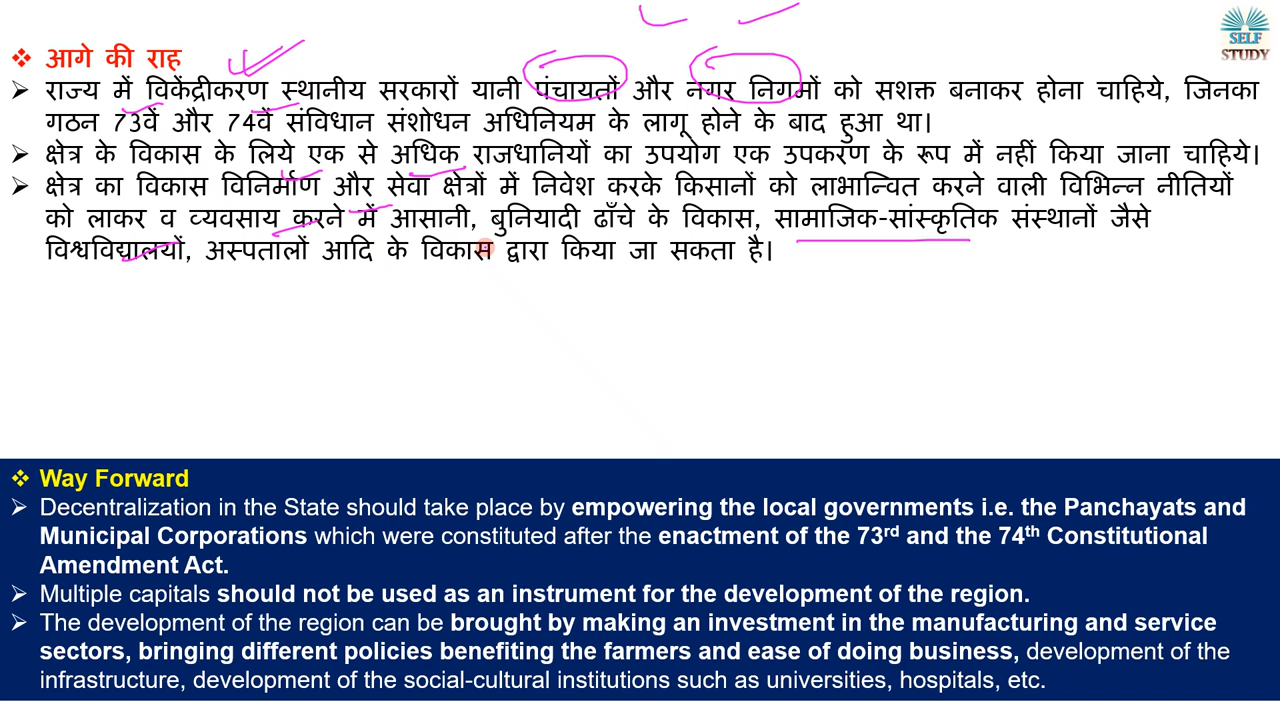 SELF
STUDY
❖ आगे की राह
➢ राज्य में विकेंद्रीकरण स्थानीय सरकारों यानी पंचायतों और नगर निगमों को सशक्त बनाकर होना चाहिये, जिनका
गठन 73वें और 74वें संविधान संशोधन अधिनियम के लागू होने के बाद हुआ था।
➢ क्षेत्र के विकास के लिये एक से अधिक राजधानियों का उपयोग एक उपकरण के रूप में नहीं किया जाना चाहिये।
➢ क्षेत्र का विकास विनिर्माण और सेवा क्षेत्रों में निवेश करके किसानों को लाभान्वित करने वाली विभिन्न नीतियों
को लाकर व व्यवसाय करने में आसानी, बुनियादी ढाँचे के विकास, सामाजिक-सांस्कृतिक संस्थानों जैसे
विश्वविद्यालयों, अस्पतालों आदि के विकास द्वारा किया जा सकता है।
❖ Way Forward
➢ Decentralization in the State should take place by empowering the local governments i.e. the Panchayats and
Municipal Corporations which were constituted after the enactment of the 73rd and the 74th Constitutional
Amendment Act.
➢ Multiple capitals should not be used as an instrument for the development of the region.
➢ The development of the region can be brought by making an investment in the manufacturing and service
sectors, bringing different policies benefiting the farmers and ease of doing business, development of the
infrastructure, development of the social-cultural institutions such as universities, hospitals, etc.